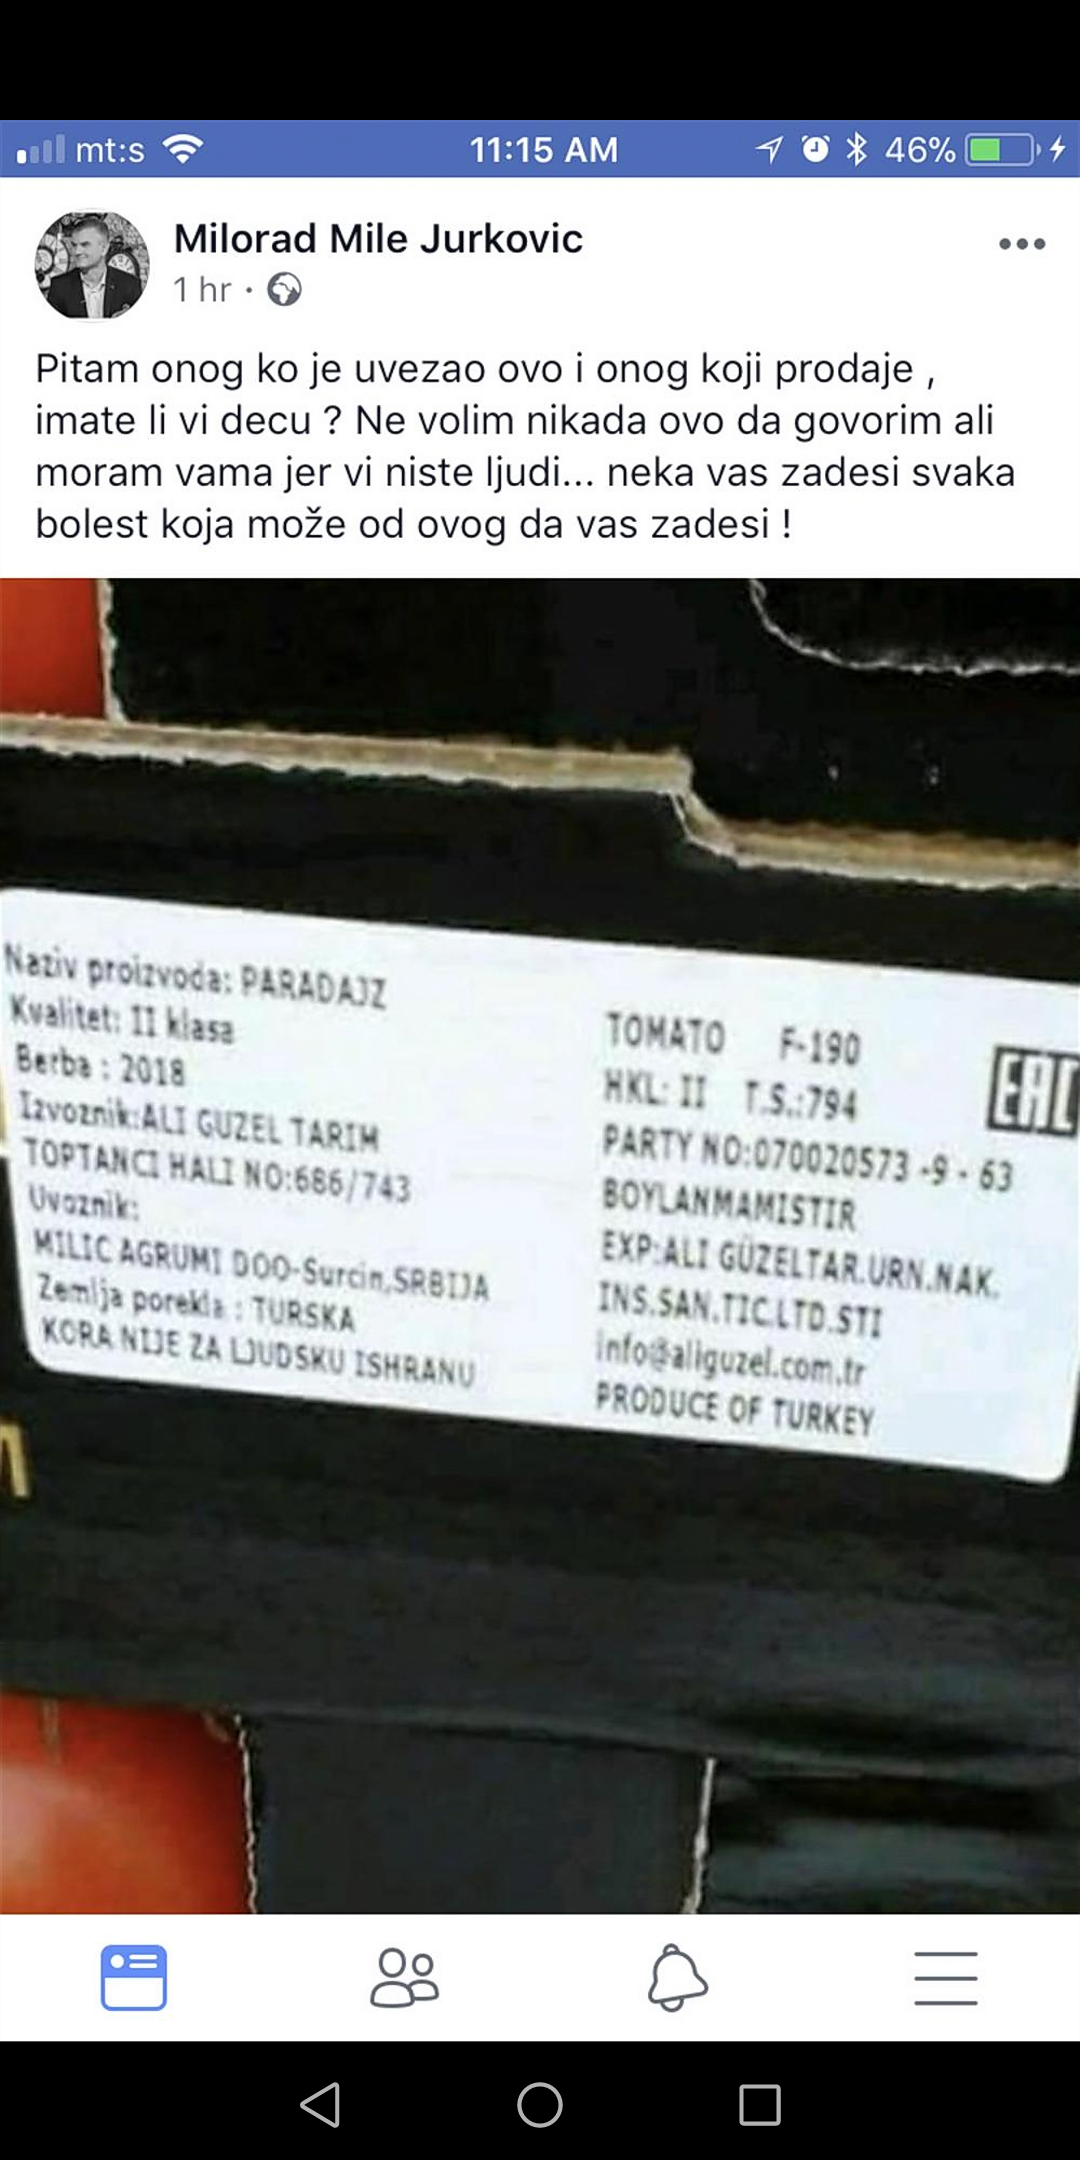 mt:s 11:15 AM 46%
Milorad Mile Jurkovic
1 hr ·
Pitam onog ko je uvezao ovo i onog koji prodaje ,
imate li vi decu ? Ne volim nikada ovo da govorim ali
moram vama jer vi niste ljudi... neka vas zadesi svaka
bolest koja može od ovog da vas zadesi !
Naziv proizvoda: PARADAJZ
Kvalitet: II klasa
Berba : 2018
Izvoznik:ALI GUZEL TARIM
TOPTANCI HALI NO:686/743
Uvoznik:
MILIC AGRUMI DOO-Surcin,SRBIJA
Zemlja porekla : TURSKA
KORA NIJE ZA LJUDSKU ISHRANU
TOMATO F-190
HKL: II T.S.:794
PARTY NO:070020573 -9 - 63
BOYLANMAMISTIR
EXP:ALI GÜZELTAR.URN.NAK.
INS.SAN.TIC.LTD.STI
info@aliguzel.com.tr
PRODUCE OF TURKEY
EAC